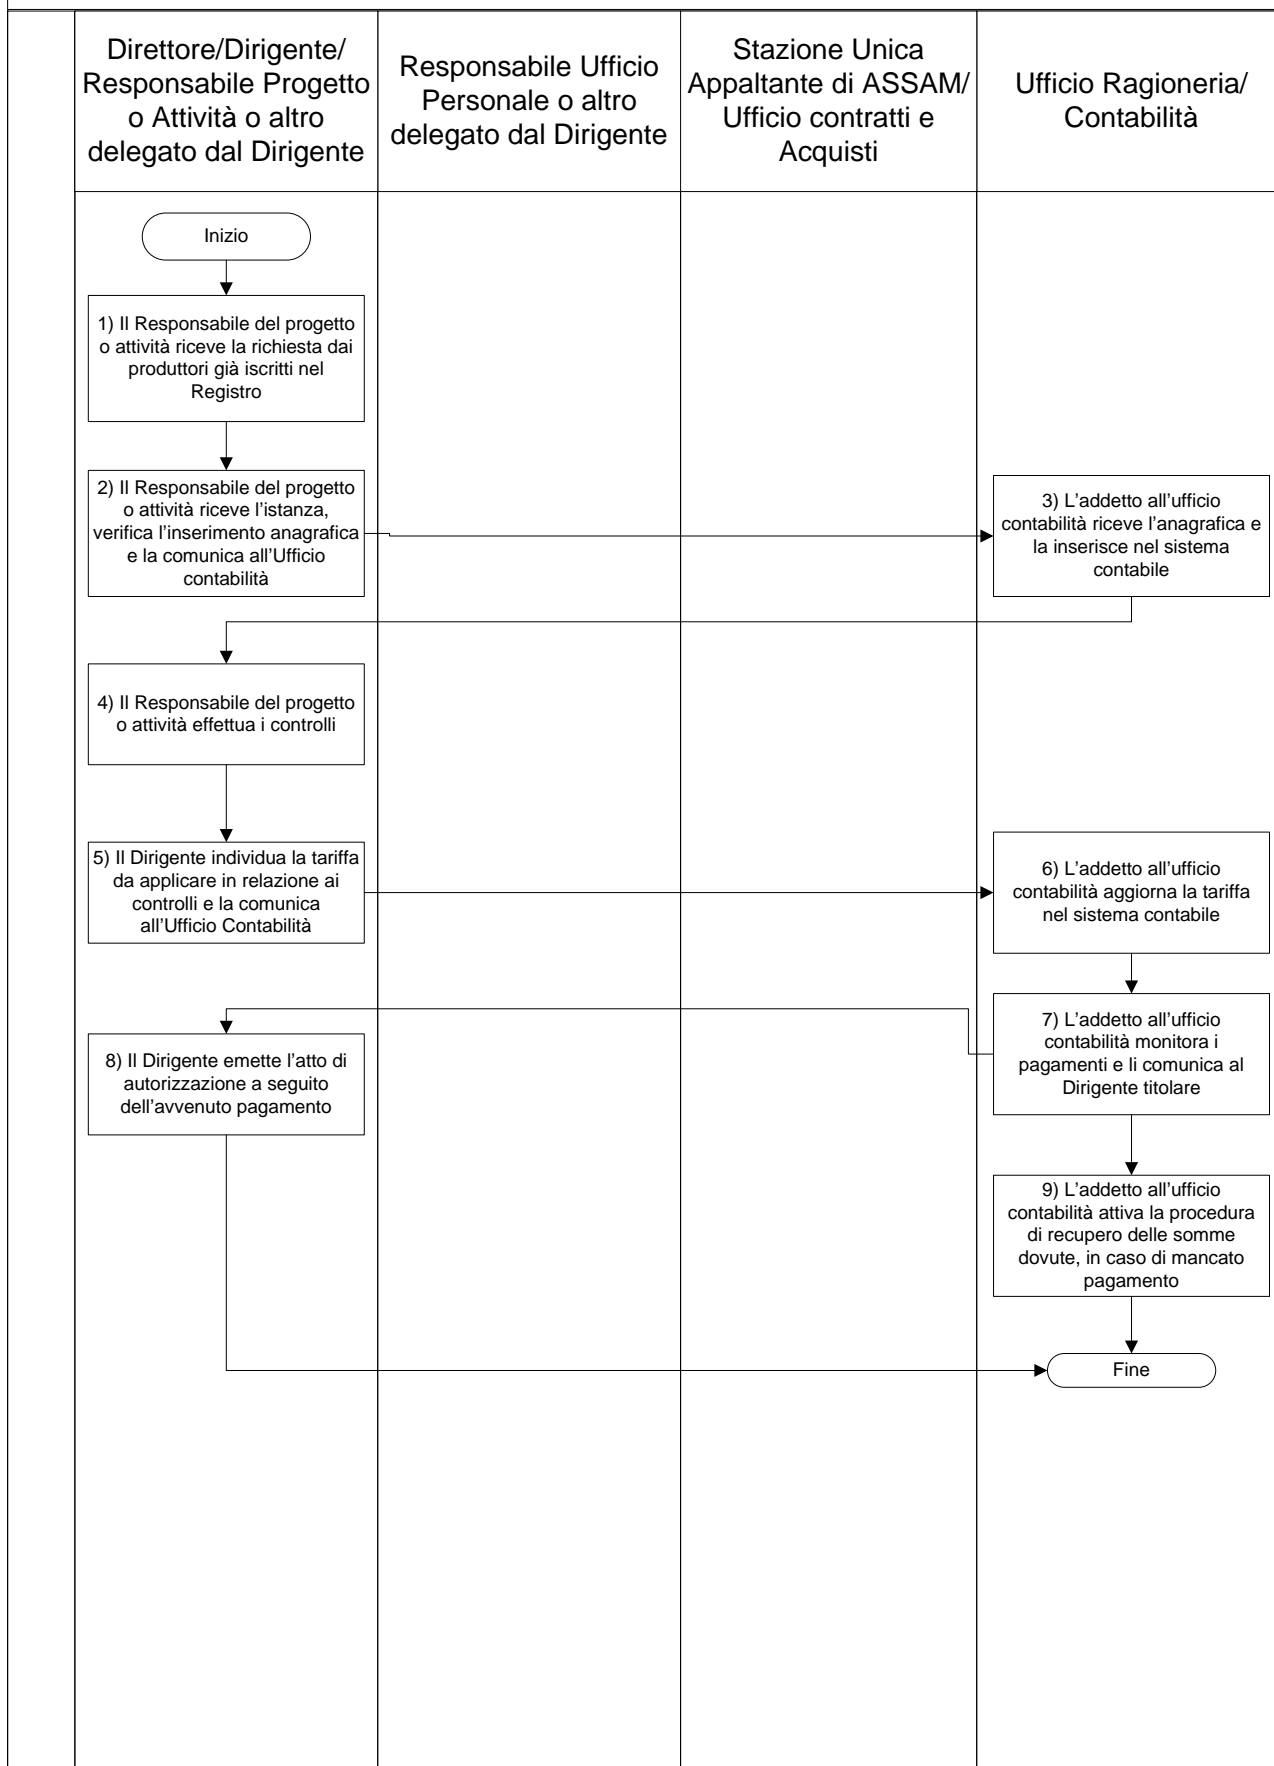 Direttore/Dirigente/
Responsabile Progetto
o Attività o altro
delegato dal Dirigente
Responsabile Ufficio
Personale o altro
delegato dal Dirigente
Stazione Unica
Appaltante di ASSAM/
Ufficio contratti e
Acquisti
Ufficio Ragioneria/
Contabilità
Inizio
1) Il Responsabile del progetto
o attività riceve la richiesta dai
produttori già iscritti nel
Registro
2) Il Responsabile del progetto
o attività riceve l’istanza,
verifica l’inserimento anagrafica
e la comunica all’Ufficio
contabilità
3) L’addetto all’ufficio
contabilità riceve l’anagrafica e
la inserisce nel sistema
contabile
4) Il Responsabile del progetto
o attività effettua i controlli
5) Il Dirigente individua la tariffa
da applicare in relazione ai
controlli e la comunica
all’Ufficio Contabilità
6) L’addetto all’ufficio
contabilità aggiorna la tariffa
nel sistema contabile
7) L’addetto all’ufficio
contabilità monitora i
pagamenti e li comunica al
Dirigente titolare
8) Il Dirigente emette l’atto di
autorizzazione a seguito
dell’avvenuto pagamento
9) L’addetto all’ufficio
contabilità attiva la procedura
di recupero delle somme
dovute, in caso di mancato
pagamento
Fine